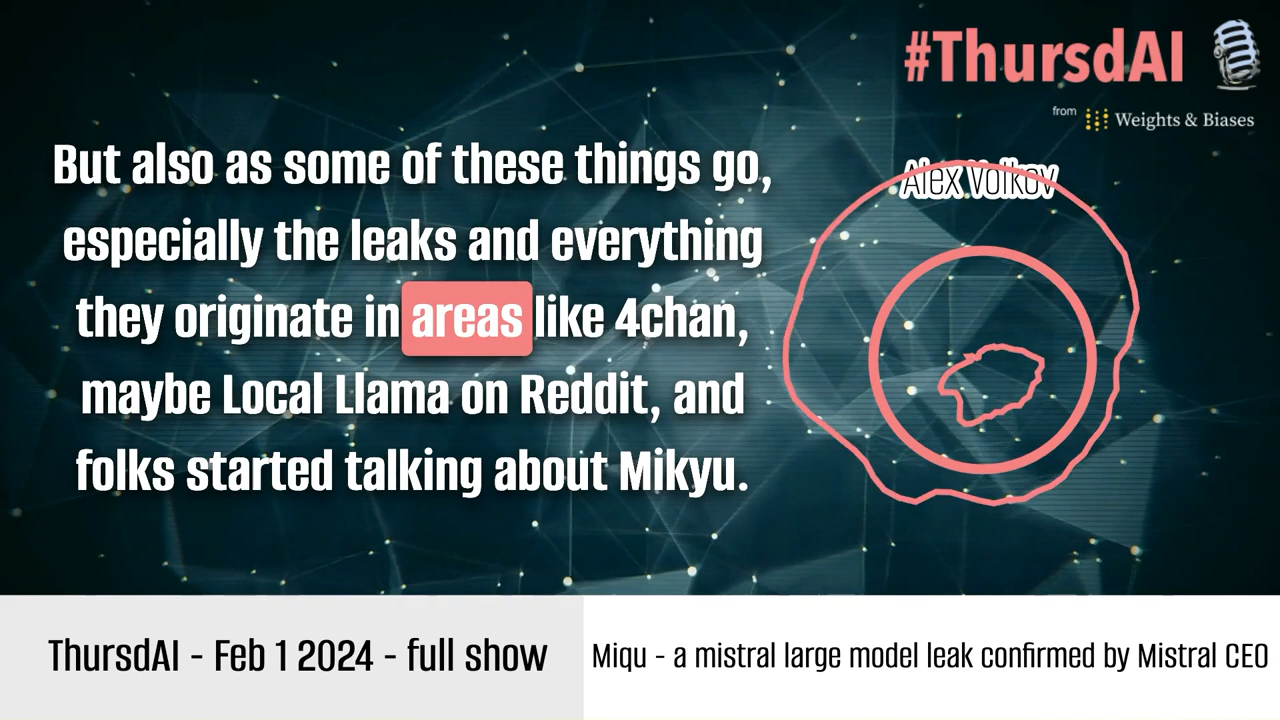 #ThursdAI
from Weights & Biases
Alex Volkov
But also as some of these things go,
especially the leaks and everything
they originate in areas like 4chan,
maybe Local Llama on Reddit, and
folks started talking about Mikyu.
ThursdAI - Feb 1 2024 - full show
Miqu - a mistral large model leak confirmed by Mistral CEO